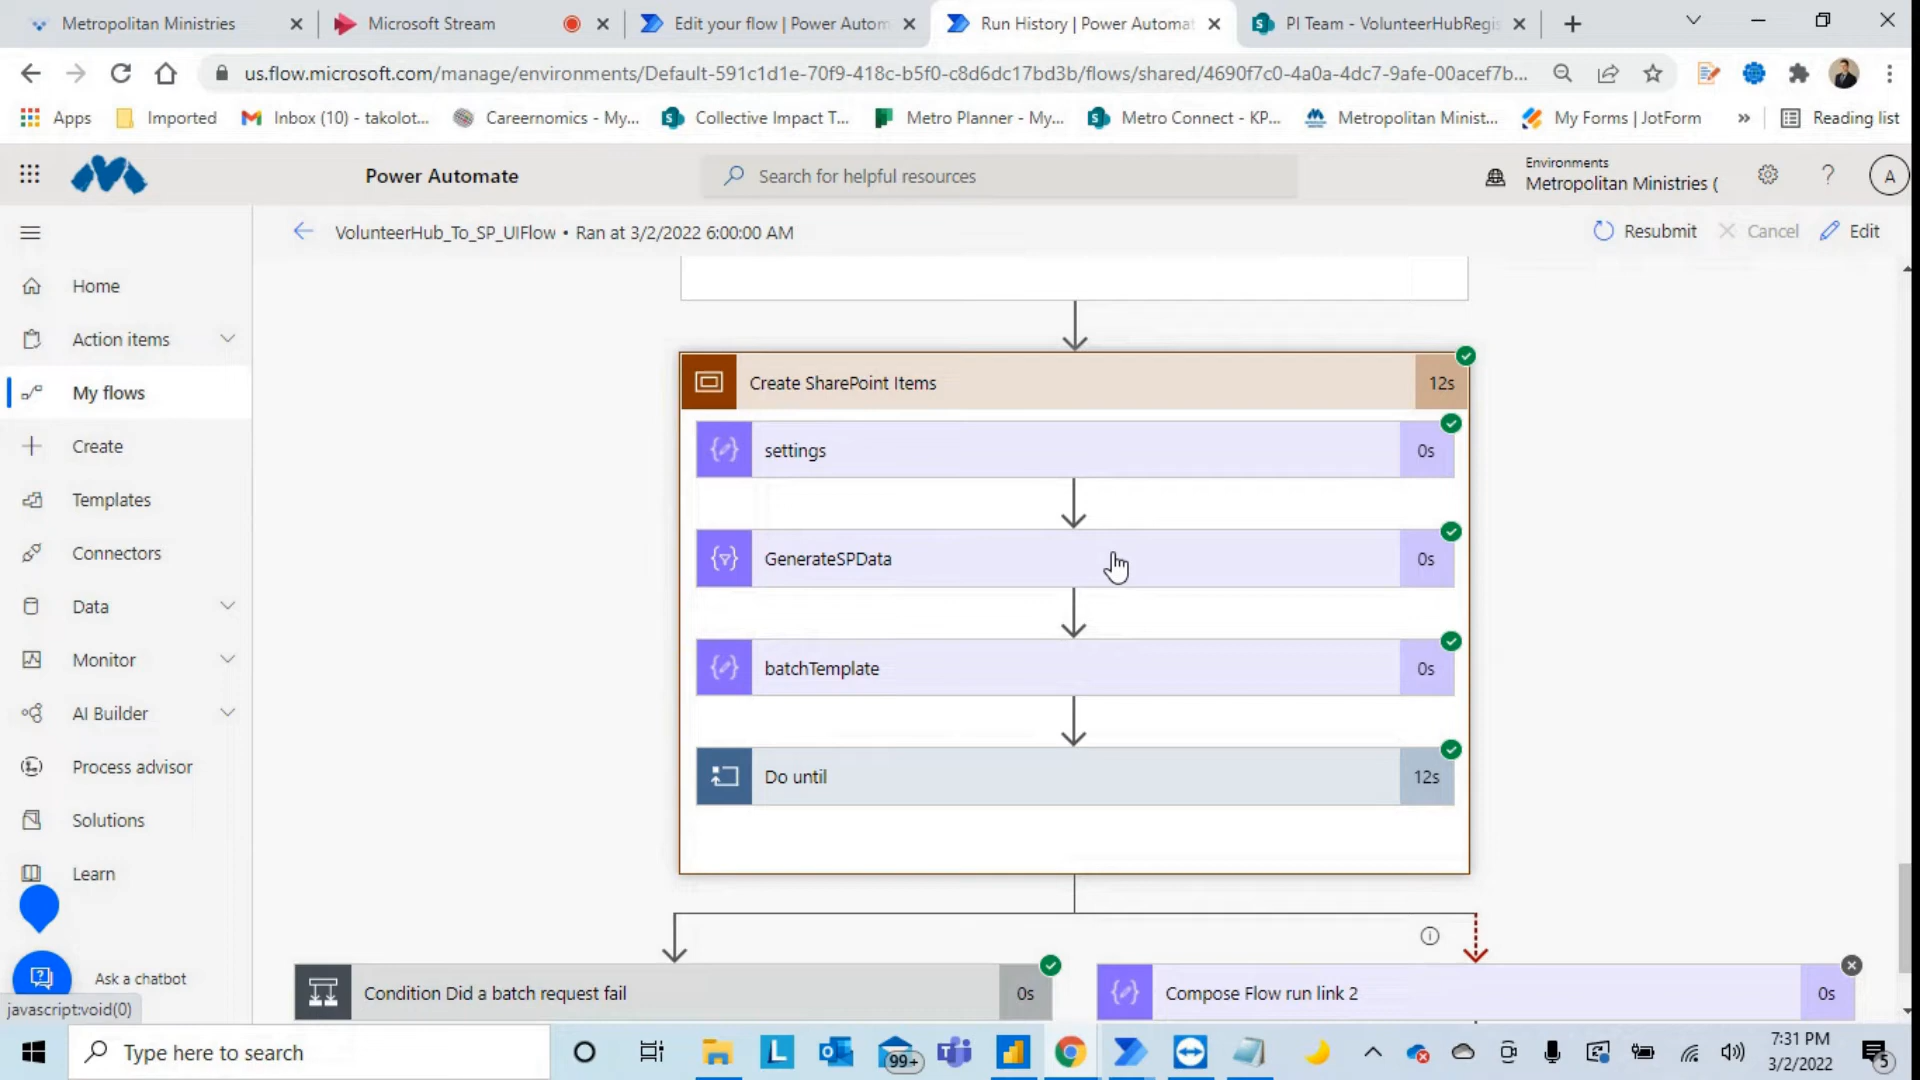 Metropolitan Ministries
Microsoft Stream
Edit your flow | Power Autom
Run History | Power Automat
PI Team - VolunteerHubRegis
us.flow.microsoft.com/manage/environments/Default-591c1d1e-70f9-418c-b5f0-c8d6dc17bd3b/flows/shared/4690f7c0-4a0a-4dc7-9afe-00acef7b...
Apps
Imported
Inbox (10) - takolot...
Careernomics - My...
Collective Impact T...
Metro Planner - My...
Metro Connect - KP...
Metropolitan Minist...
My Forms | JotForm
»
Reading list
Power Automate
Search for helpful resources
Environments
Metropolitan Ministries (
?
A
VolunteerHub_To_SP_UIFlow • Ran at 3/2/2022 6:00:00 AM
Resubmit
Cancel
Edit
Home
Action items
My flows
Create
Templates
Connectors
Data
Monitor
AI Builder
Process advisor
Solutions
Learn
Ask a chatbot
javascript:void(0)
Create SharePoint Items
12s
settings
0s
GenerateSPData
0s
batchTemplate
0s
Do until
12s
Condition Did a batch request fail
0s
Compose Flow run link 2
0s
Type here to search
L
99+
7:31 PM
3/2/2022
5